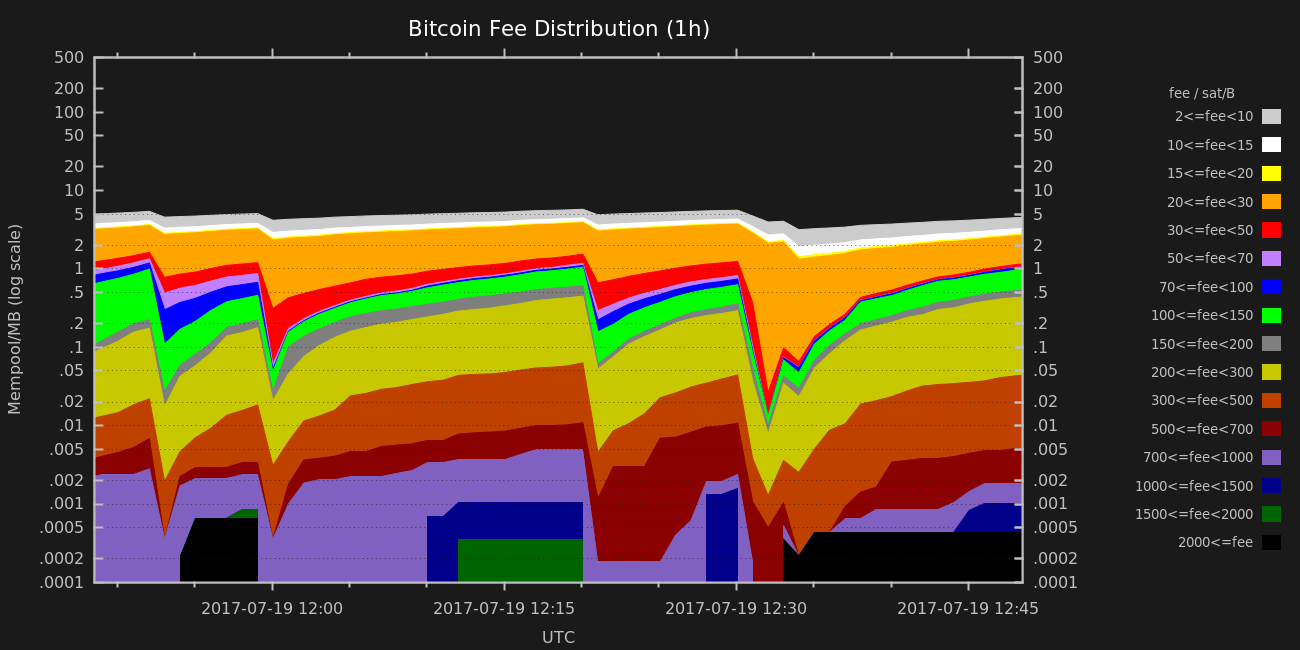 Bitcoin Fee Distribution (1h)
500
200
100
50
20
10
5
2
1
.5
.2
.1
.05
.02
.01
.005
.002
.001
.0005
.0002
.0001
Mempool/MB (log scale)
500
200
100
50
20
10
5
2
1
.5
.2
.1
.05
.02
.01
.005
.002
.001
.0005
.0002
.0001
2017-07-19 12:00
2017-07-19 12:15
2017-07-19 12:30
2017-07-19 12:45
UTC
fee / sat/B
2<=fee<10
10<=fee<15
15<=fee<20
20<=fee<30
30<=fee<50
50<=fee<70
70<=fee<100
100<=fee<150
150<=fee<200
200<=fee<300
300<=fee<500
500<=fee<700
700<=fee<1000
1000<=fee<1500
1500<=fee<2000
2000<=fee